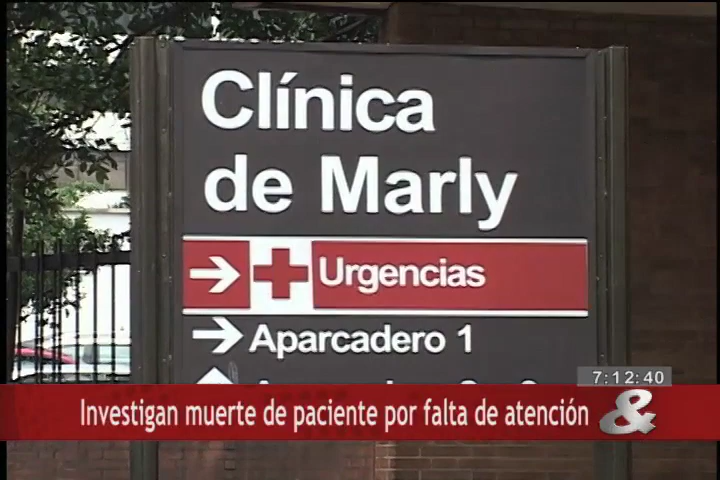 Clínica
de Marly
Urgencias
Aparcadero 1
7:12:40
Investigan muerte de paciente por falta de atención &